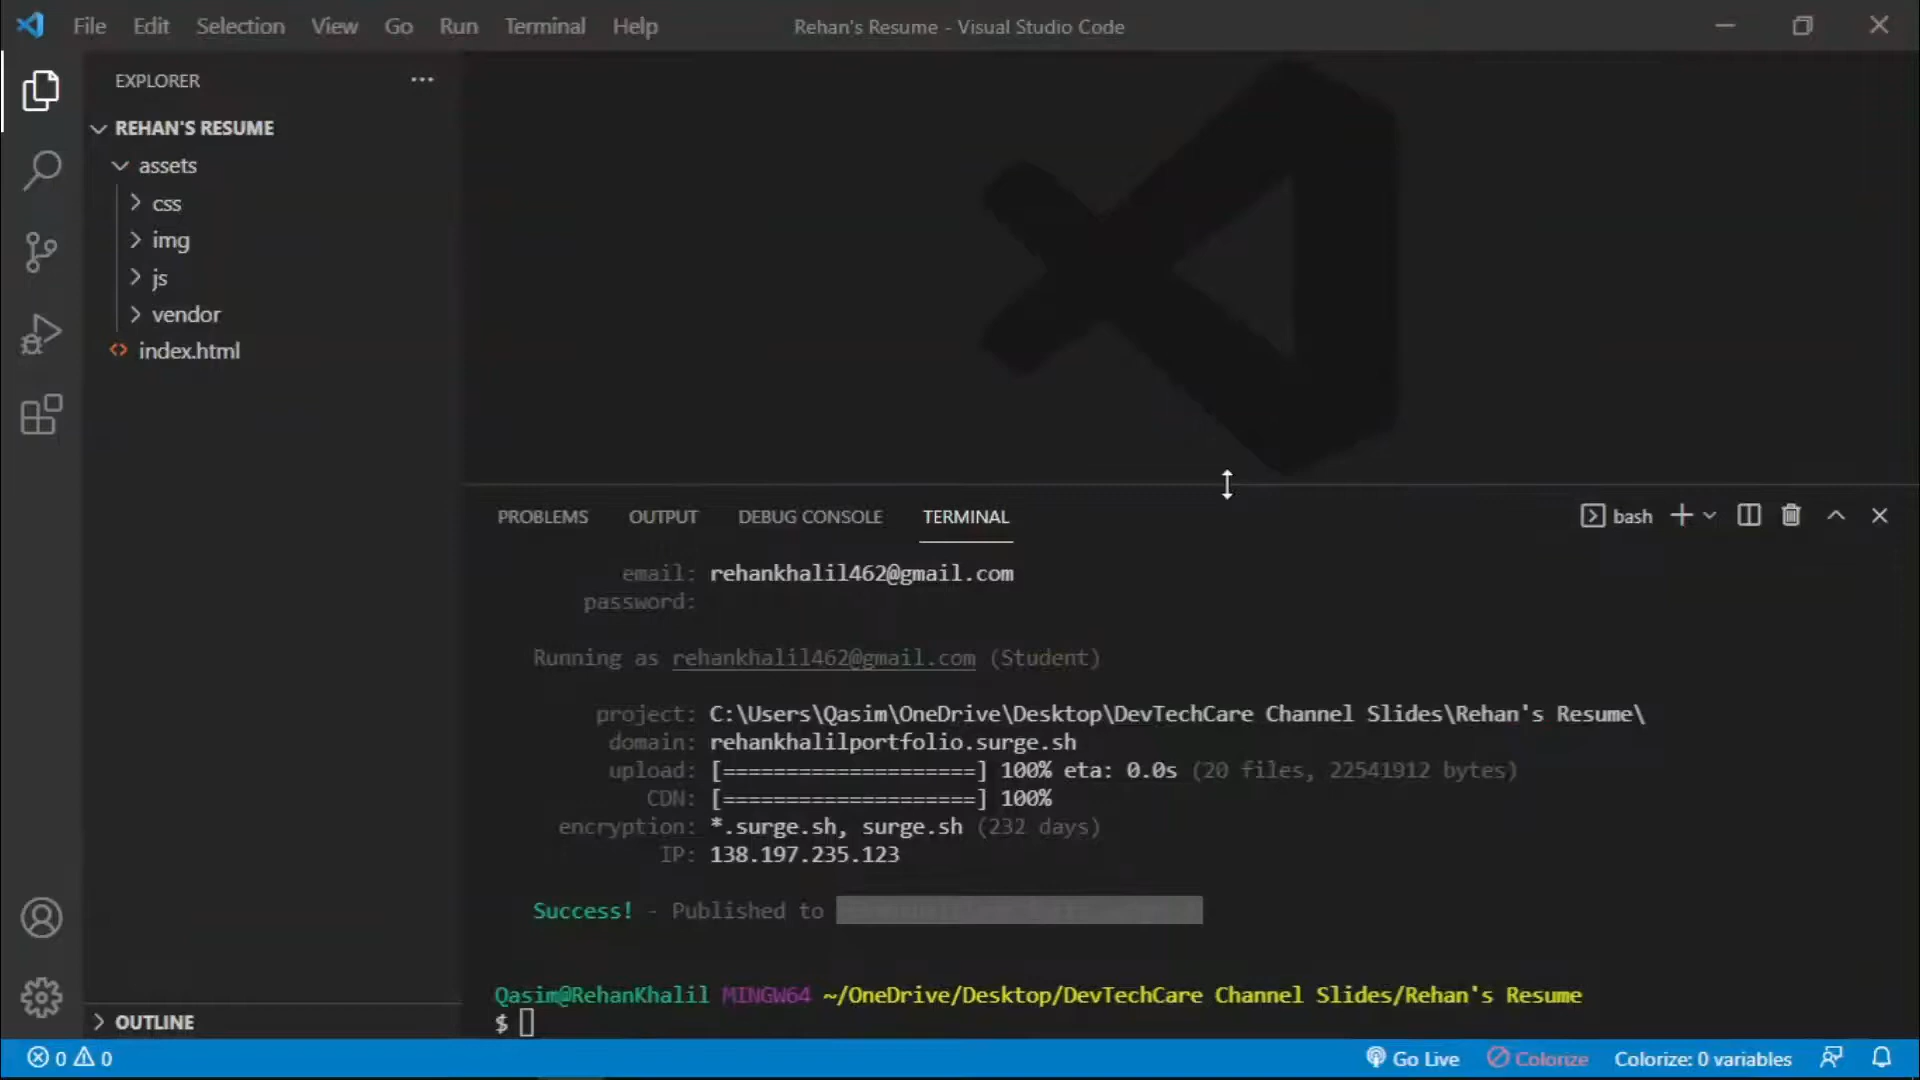 File Edit Selection View Go Run Terminal Help
Rehan's Resume - Visual Studio Code
EXPLORER
REHAN'S RESUME
assets
css
img
js
vendor
index.html
PROBLEMS OUTPUT DEBUG CONSOLE TERMINAL
bash
email: rehankhalil462@gmail.com
password:
Running as rehankhalil462@gmail.com (Student)
project: C:\Users\Qasim\OneDrive\Desktop\DevTechCare Channel Slides\Rehan's Resume\
domain: rehankhalilportfolio.surge.sh
upload: [====================] 100% eta: 0.0s (20 files, 22541912 bytes)
CDN: [====================] 100%
encryption: *.surge.sh, surge.sh (232 days)
IP: 138.197.235.123
Success! - Published to
Qasim@RehanKhalil MINGW64 ~/OneDrive/Desktop/DevTechCare Channel Slides/Rehan's Resume
$
OUTLINE
0 0
Go Live Colorize Colorize: 0 variables